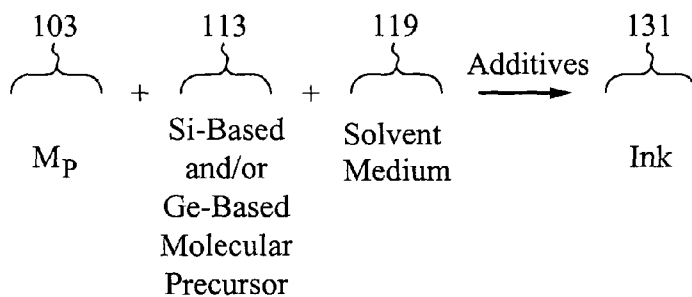 103 113 119 131
+ + Additives
M_P Si-Based and/or Ge-Based Molecular Precursor
Solvent Medium
Ink